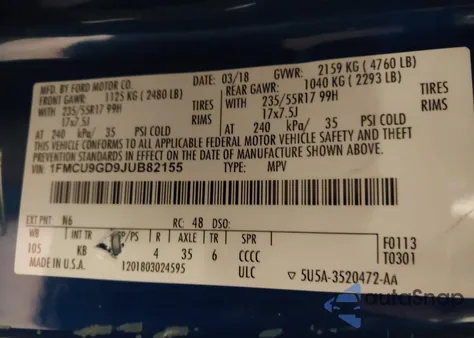 MFD. BY FORD MOTOR CO.
DATE: 03/18 GVWR: 2159 KG ( 4760 LB)
FRONT GAWR: 1125 KG ( 2480 LB) REAR GAWR: 1040 KG ( 2293 LB)
WITH 235/55R17 99H TIRES WITH 235/55R17 99H TIRES
17x7.5J RIMS 17x7.5J RIMS
AT 240 kPa/ 35 PSI COLD AT 240 kPa/ 35 PSI COLD
THIS VEHICLE CONFORMS TO ALL APPLICABLE FEDERAL MOTOR VEHICLE SAFETY AND THEFT
PREVENTION STANDARDS IN EFFECT ON THE DATE OF MANUFACTURE SHOWN ABOVE.
VIN: 1FMCU9GD9JUB82155 TYPE: MPV
EXT PNT: N6 RC: 48 DSO: F0113
WB INT TR TP/PS R AXLE TR SPR T0301
105 KB 4 35 6 CCCC
ULC
MADE IN U.S.A. 1201803024595 5U5A-3520472-AA
autoSnap